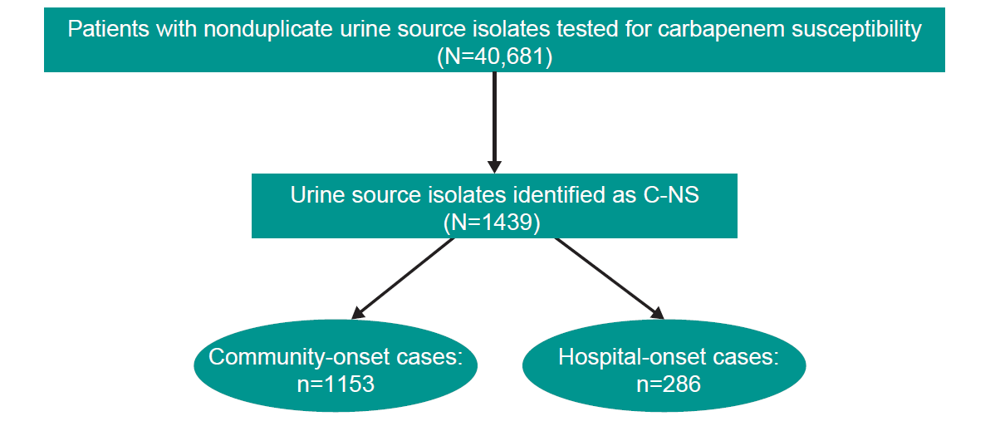 Patients with nonduplicate urine source isolates tested for carbapenem susceptibility
(N=40,681)
Urine source isolates identified as C-NS
(N=1439)
Community-onset cases:
n=1153
Hospital-onset cases:
n=286